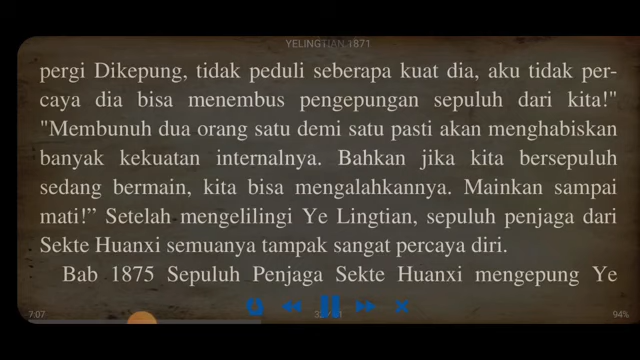 YELINGTIAN.1871
pergi Dikepung, tidak peduli seberapa kuat dia, aku tidak per-
caya dia bisa menembus pengepungan sepuluh dari kita!"
"Membunuh dua orang satu demi satu pasti akan menghabiskan
banyak kekuatan internalnya. Bahkan jika kita bersepuluh
sedang bermain, kita bisa mengalahkannya. Mainkan sampai
mati!” Setelah mengelilingi Ye Lingtian, sepuluh penjaga dari
Sekte Huanxi semuanya tampak sangat percaya diri.
Bab 1875 Sepuluh Penjaga Sekte Huanxi mengepung Ye
7:07
94%